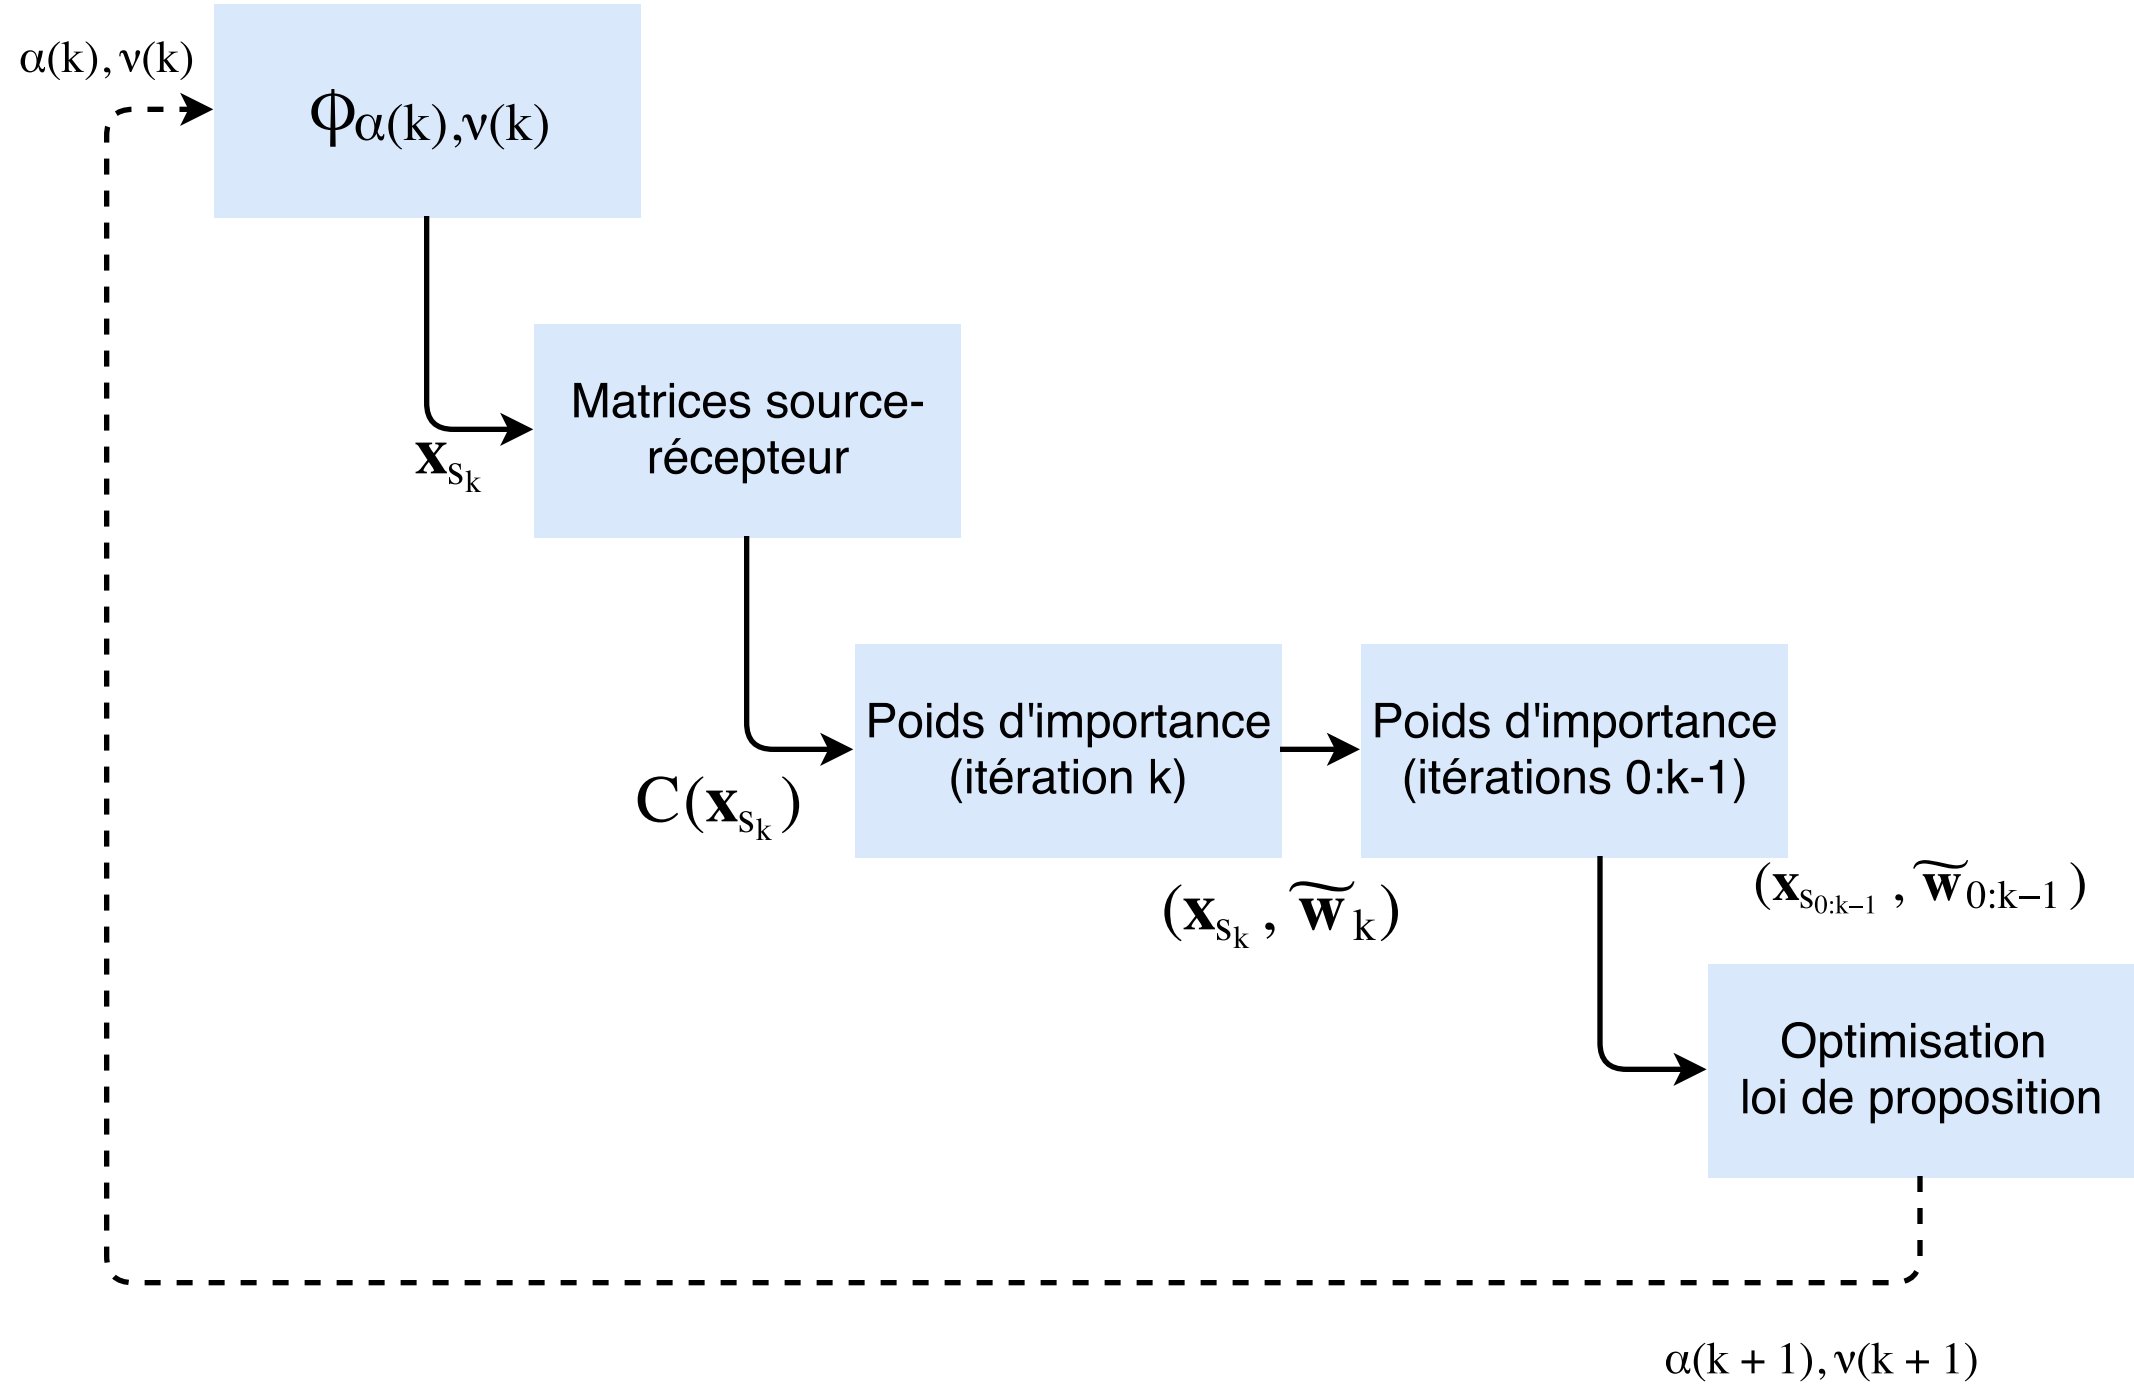 α(k), ν(k)
ϕα(k),ν(k)
Matrices source-
récepteur
𝐱sₖ
Poids d'importance
(itération k)
Poids d'importance
(itérations 0:k-1)
C(𝐱sₖ)
(𝐱sₖ, w̃ₖ)
(𝐱s₀:ₖ₋₁, w̃₀:ₖ₋₁)
Optimisation
loi de proposition
α(k + 1), ν(k + 1)